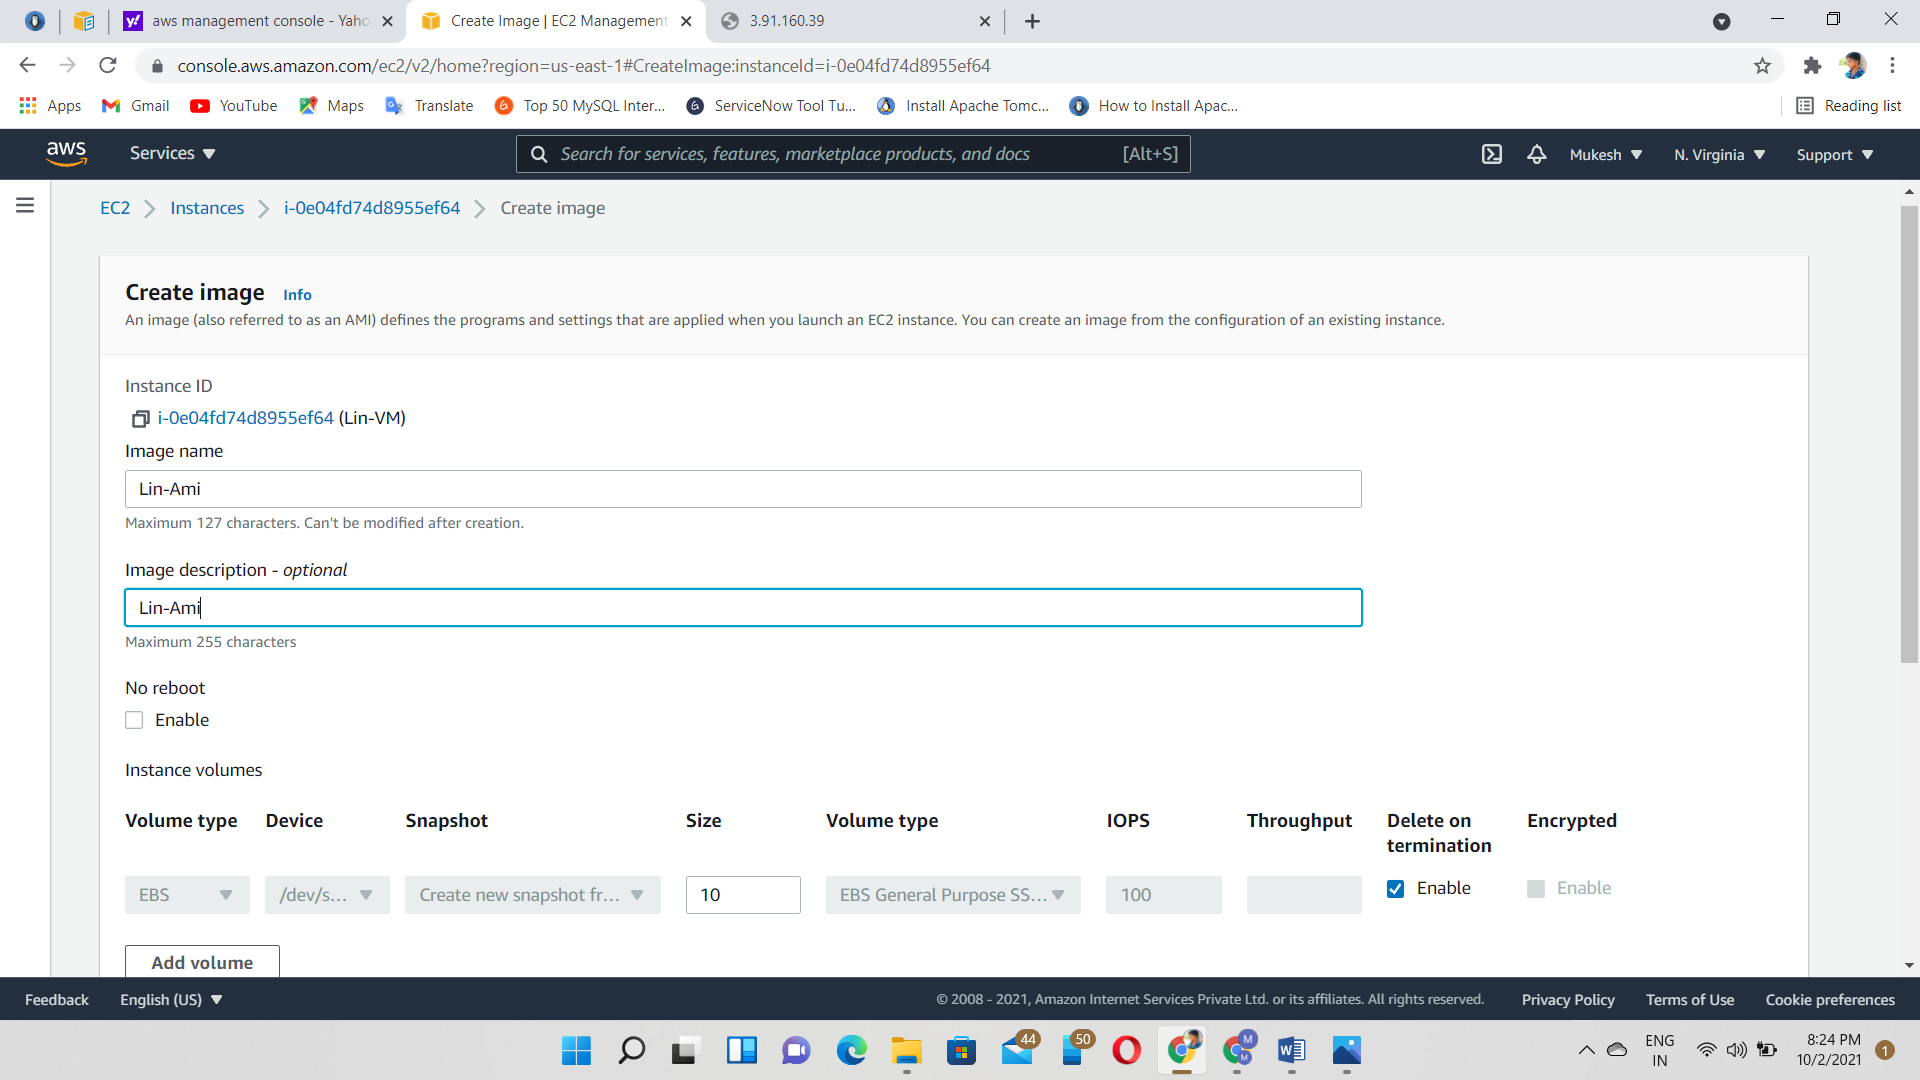 aws management console - Yaho
Create Image | EC2 Management
3.91.160.39
console.aws.amazon.com/ec2/v2/home?region=us-east-1#CreateImage:instanceId=i-0e04fd74d8955ef64
Apps Gmail YouTube Maps Translate Top 50 MySQL Inter... ServiceNow Tool Tu... Install Apache Tomc... How to Install Apac... Reading list
aws Services Search for services, features, marketplace products, and docs [Alt+S] Mukesh N. Virginia Support
EC2 Instances i-0e04fd74d8955ef64 Create image
Create image Info
An image (also referred to as an AMI) defines the programs and settings that are applied when you launch an EC2 instance. You can create an image from the configuration of an existing instance.
Instance ID
i-0e04fd74d8955ef64 (Lin-VM)
Image name
Lin-Ami
Maximum 127 characters. Can't be modified after creation.
Image description - optional
Lin-Ami
Maximum 255 characters
No reboot
Enable
Instance volumes
Volume type Device Snapshot Size Volume type IOPS Throughput Delete on termination Encrypted
EBS /dev/s... Create new snapshot fr... 10 EBS General Purpose SS... 100 Enable Enable
Add volume
Feedback English (US) © 2008 - 2021, Amazon Internet Services Private Ltd. or its affiliates. All rights reserved. Privacy Policy Terms of Use Cookie preferences
44 50 M M W ENG 8:24 PM
IN 10/2/2021 1